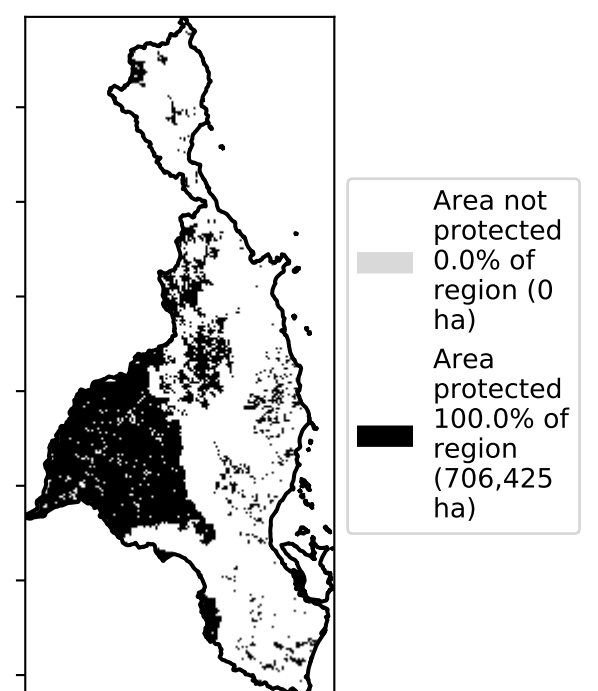 Area not
protected
0.0% of
region (0
ha)
Area
protected
100.0% of
region
(706,425
ha)